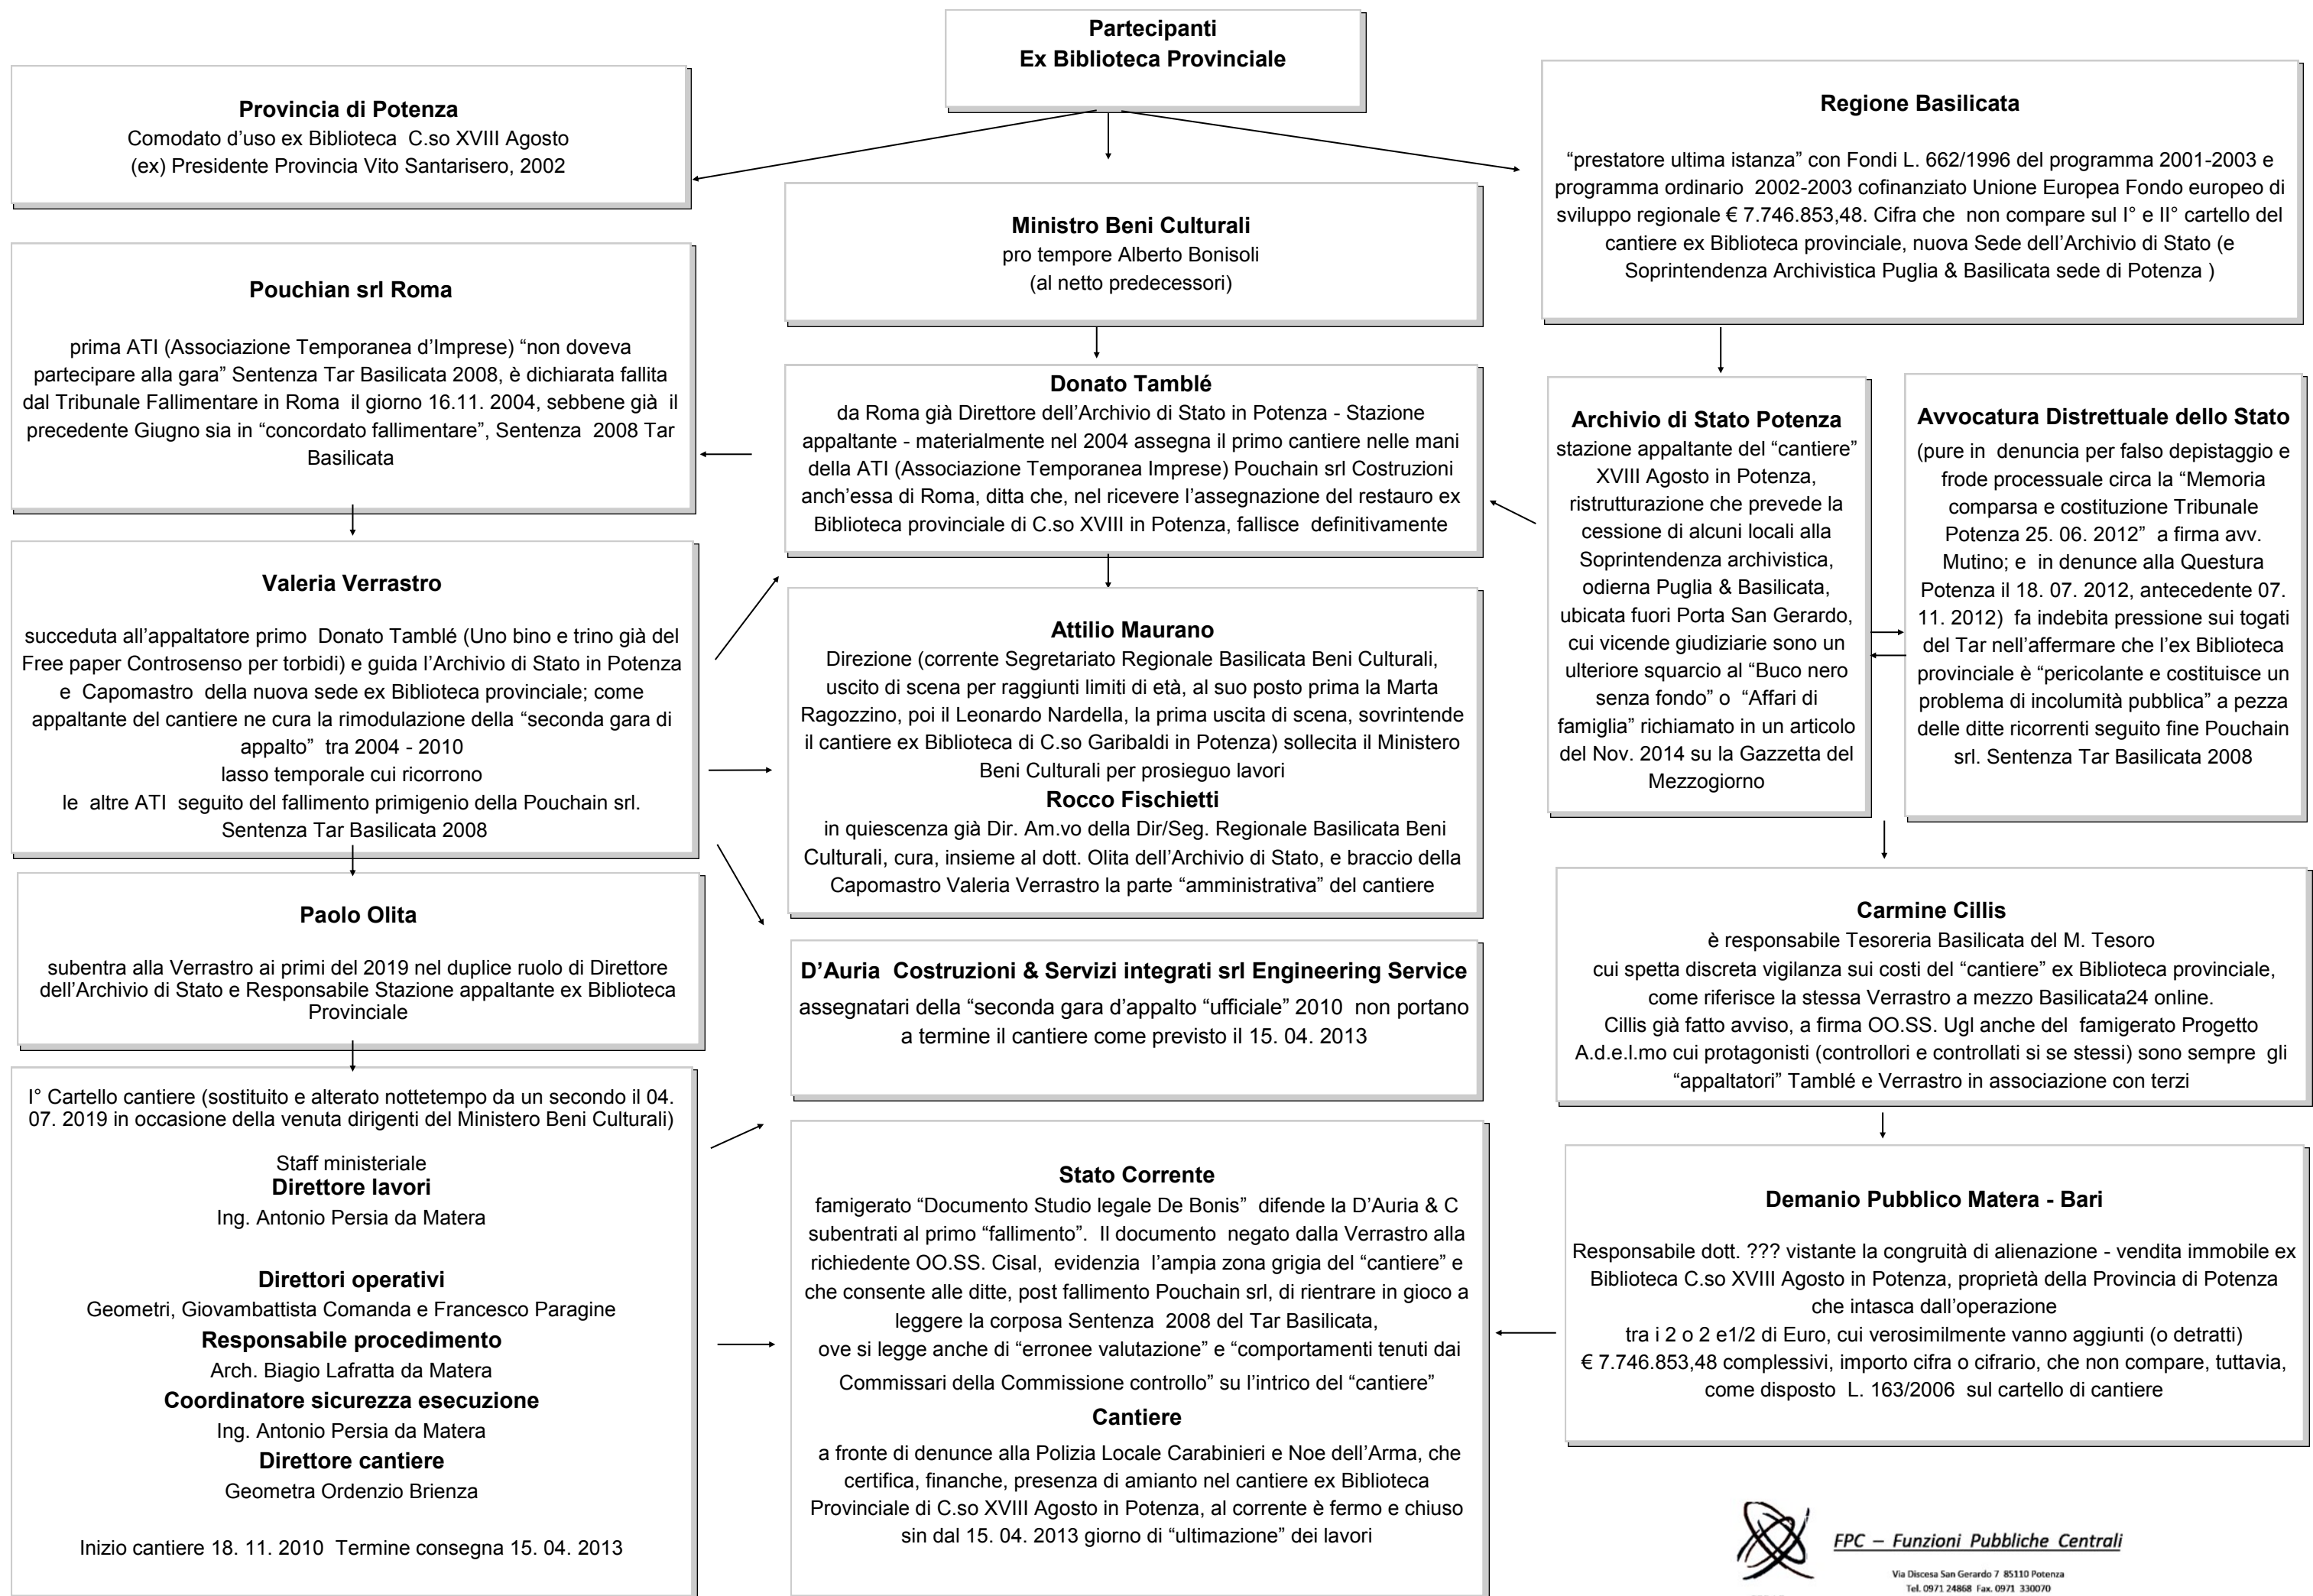 Partecipanti
Ex Biblioteca Provinciale
Provincia di Potenza
Comodato d'uso ex Biblioteca C.so XVIII Agosto
(ex) Presidente Provincia Vito Santarisero, 2002
Regione Basilicata
“prestatore ultima istanza” con Fondi L. 662/1996 del programma 2001-2003 e
programma ordinario 2002-2003 cofinanziato Unione Europea Fondo europeo di
sviluppo regionale € 7.746.853,48. Cifra che non compare sul I° e II° cartello del
cantiere ex Biblioteca provinciale, nuova Sede dell’Archivio di Stato (e
Soprintendenza Archivistica Puglia & Basilicata sede di Potenza )
Ministro Beni Culturali
pro tempore Alberto Bonisoli
(al netto predecessori)
Pouchian srl Roma
prima ATI (Associazione Temporanea d’Imprese) “non doveva
partecipare alla gara” Sentenza Tar Basilicata 2008, è dichiarata fallita
dal Tribunale Fallimentare in Roma il giorno 16.11. 2004, sebbene già il
precedente Giugno sia in “concordato fallimentare”, Sentenza 2008 Tar
Basilicata
Donato Tamblé
da Roma già Direttore dell’Archivio di Stato in Potenza - Stazione
appaltante - materialmente nel 2004 assegna il primo cantiere nelle mani
della ATI (Associazione Temporanea Imprese) Pouchain srl Costruzioni
anch’essa di Roma, ditta che, nel ricevere l’assegnazione del restauro ex
Biblioteca provinciale di C.so XVIII in Potenza, fallisce definitivamente
Archivio di Stato Potenza
stazione appaltante del “cantiere”
XVIII Agosto in Potenza,
ristrutturazione che prevede la
cessione di alcuni locali alla
Soprintendenza archivistica,
odierna Puglia & Basilicata,
ubicata fuori Porta San Gerardo,
cui vicende giudiziarie sono un
ulteriore squarcio al “Buco nero
senza fondo” o “Affari di
famiglia” richiamato in un articolo
del Nov. 2014 su la Gazzetta del
Mezzogiorno
Avvocatura Distrettuale dello Stato
(pure in denuncia per falso depistaggio e
frode processuale circa la “Memoria
comparsa e costituzione Tribunale
Potenza 25. 06. 2012” a firma avv.
Mutino; e in denunce alla Questura
Potenza il 18. 07. 2012, antecedente 07.
11. 2012) fa indebita pressione sui togati
del Tar nell’affermare che l’ex Biblioteca
provinciale è “pericolante e costituisce un
problema di incolumità pubblica” a pezza
delle ditte ricorrenti seguito fine Pouchain
srl. Sentenza Tar Basilicata 2008
Valeria Verrastro
succeduta all’appaltatore primo Donato Tamblé (Uno bino e trino già del
Free paper Controsenso per torbidi) e guida l’Archivio di Stato in Potenza
e Capomastro della nuova sede ex Biblioteca provinciale; come
appaltante del cantiere ne cura la rimodulazione della “seconda gara di
appalto” tra 2004 - 2010
lasso temporale cui ricorrono
le altre ATI seguito del fallimento primigenio della Pouchain srl.
Sentenza Tar Basilicata 2008
Attilio Maurano
Direzione (corrente Segretariato Regionale Basilicata Beni Culturali,
uscito di scena per raggiunti limiti di età, al suo posto prima la Marta
Ragozzino, poi il Leonardo Nardella, la prima uscita di scena, sovrintende
il cantiere ex Biblioteca di C.so Garibaldi in Potenza) sollecita il Ministero
Beni Culturali per prosieguo lavori
Rocco Fischietti
in quiescenza già Dir. Am.vo della Dir/Seg. Regionale Basilicata Beni
Culturali, cura, insieme al dott. Olita dell’Archivio di Stato, e braccio della
Capomastro Valeria Verrastro la parte “amministrativa” del cantiere
Paolo Olita
subentra alla Verrastro ai primi del 2019 nel duplice ruolo di Direttore
dell’Archivio di Stato e Responsabile Stazione appaltante ex Biblioteca
Provinciale
D’Auria Costruzioni & Servizi integrati srl Engineering Service
assegnatari della “seconda gara d’appalto “ufficiale” 2010 non portano
a termine il cantiere come previsto il 15. 04. 2013
Carmine Cillis
è responsabile Tesoreria Basilicata del M. Tesoro
cui spetta discreta vigilanza sui costi del “cantiere” ex Biblioteca provinciale,
come riferisce la stessa Verrastro a mezzo Basilicata24 online.
Cillis già fatto avviso, a firma OO.SS. Ugl anche del famigerato Progetto
A.d.e.l.mo cui protagonisti (controllori e controllati si se stessi) sono sempre gli
“appaltatori” Tamblé e Verrastro in associazione con terzi
I° Cartello cantiere (sostituito e alterato nottetempo da un secondo il 04.
07. 2019 in occasione della venuta dirigenti del Ministero Beni Culturali)
Staff ministeriale
Direttore lavori
Ing. Antonio Persia da Matera
Direttori operativi
Geometri, Giovambattista Comanda e Francesco Paragine
Responsabile procedimento
Arch. Biagio Lafratta da Matera
Coordinatore sicurezza esecuzione
Ing. Antonio Persia da Matera
Direttore cantiere
Geometra Ordenzio Brienza
Inizio cantiere 18. 11. 2010 Termine consegna 15. 04. 2013
Stato Corrente
famigerato “Documento Studio legale De Bonis” difende la D’Auria & C
subentrati al primo “fallimento”. Il documento negato dalla Verrastro alla
richiedente OO.SS. Cisal, evidenzia l’ampia zona grigia del “cantiere” e
che consente alle ditte, post fallimento Pouchain srl, di rientrare in gioco a
leggere la corposa Sentenza 2008 del Tar Basilicata,
ove si legge anche di “erronee valutazione” e “comportamenti tenuti dai
Commissari della Commissione controllo” su l’intrico del “cantiere”
Cantiere
a fronte di denunce alla Polizia Locale Carabinieri e Noe dell’Arma, che
certifica, finanche, presenza di amianto nel cantiere ex Biblioteca
Provinciale di C.so XVIII Agosto in Potenza, al corrente è fermo e chiuso
sin dal 15. 04. 2013 giorno di “ultimazione” dei lavori
Demanio Pubblico Matera - Bari
Responsabile dott. ??? vistante la congruità di alienazione - vendita immobile ex
Biblioteca C.so XVIII Agosto in Potenza, proprietà della Provincia di Potenza
che intasca dall’operazione
tra i 2 o 2 e1/2 di Euro, cui verosimilmente vanno aggiunti (o detratti)
€ 7.746.853,48 complessivi, importo cifra o cifrario, che non compare, tuttavia,
come disposto L. 163/2006 sul cartello di cantiere
FPC – Funzioni Pubbliche Centrali
Via Discesa San Gerardo 7 85110 Potenza
Tel. 0971 24868 Fax. 0971 330070